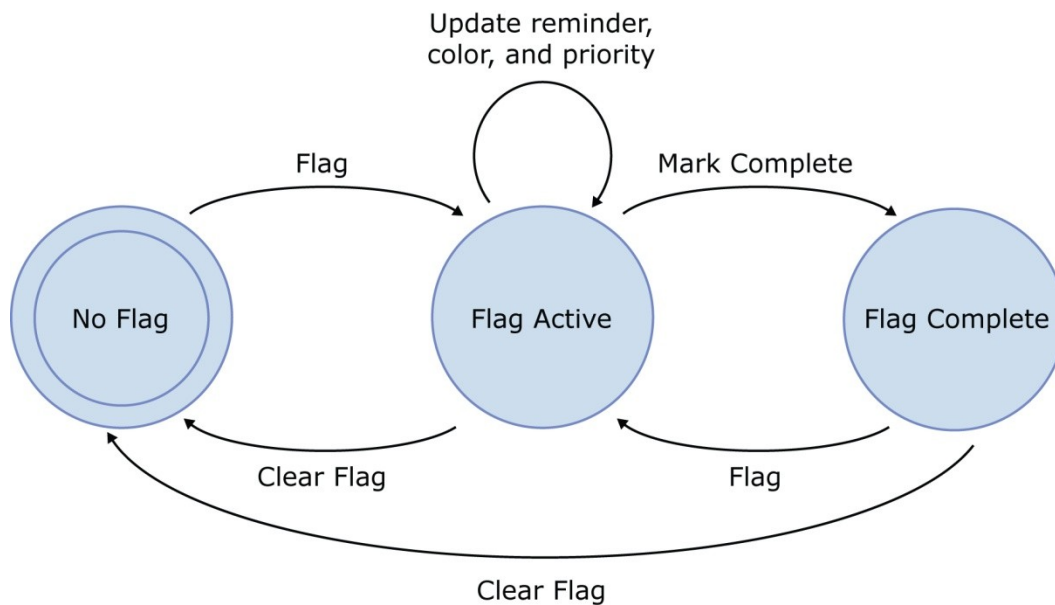 Update reminder,
color, and priority
Flag
Mark Complete
No Flag
Flag Active
Flag Complete
Clear Flag
Flag
Clear Flag